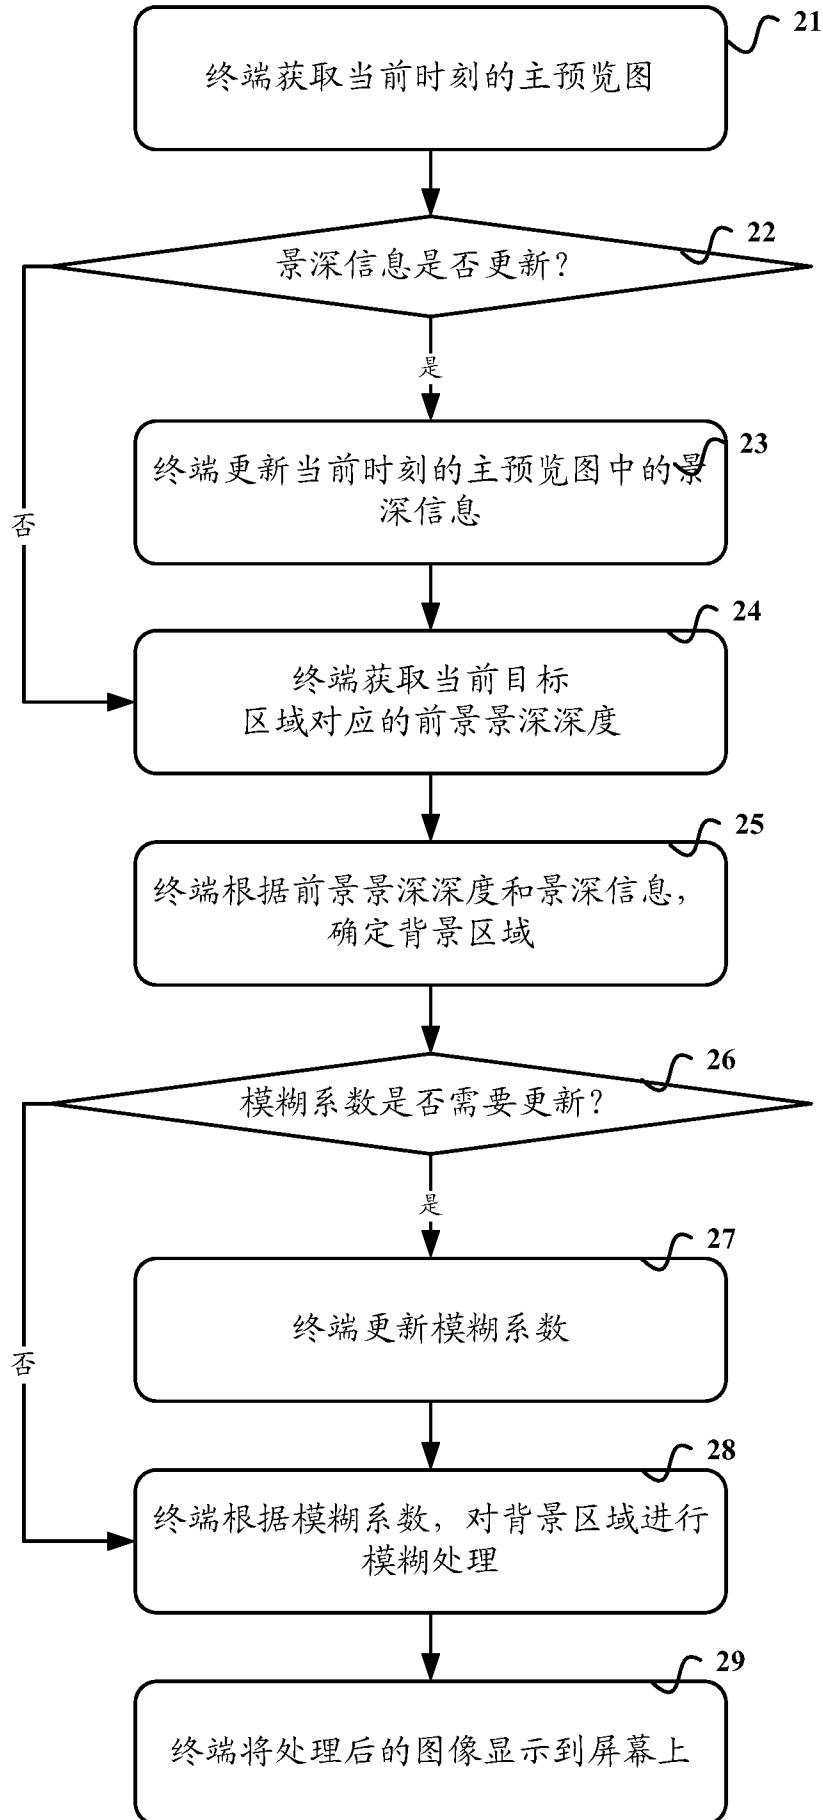 21
终端获取当前时刻的主预览图
22
景深信息是否更新？
是
23
终端更新当前时刻的主预览图中的景
深信息
否
24
终端获取当前目标
区域对应的前景景深深度
25
终端根据前景景深深度和景深信息，
确定背景区域
26
模糊系数是否需要更新？
是
27
终端更新模糊系数
否
28
终端根据模糊系数，对背景区域进行
模糊处理
29
终端将处理后的图像显示到屏幕上